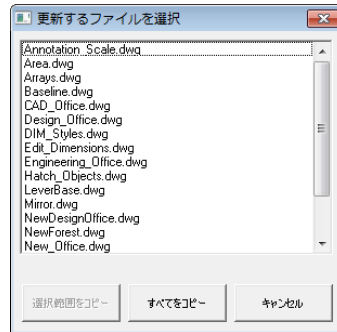 更新するファイルを選択
Annotation_Scale.dwg
Area.dwg
Arrays.dwg
Baseline.dwg
CAD_Office.dwg
Design_Office.dwg
DIM_Styles.dwg
Edit_Dimensions.dwg
Engineering_Office.dwg
Hatch_Objects.dwg
LeverBase.dwg
Mirror.dwg
NewDesignOffice.dwg
NewForest.dwg
New_Office.dwg
選択範囲をコピー
すべてをコピー
キャンセル